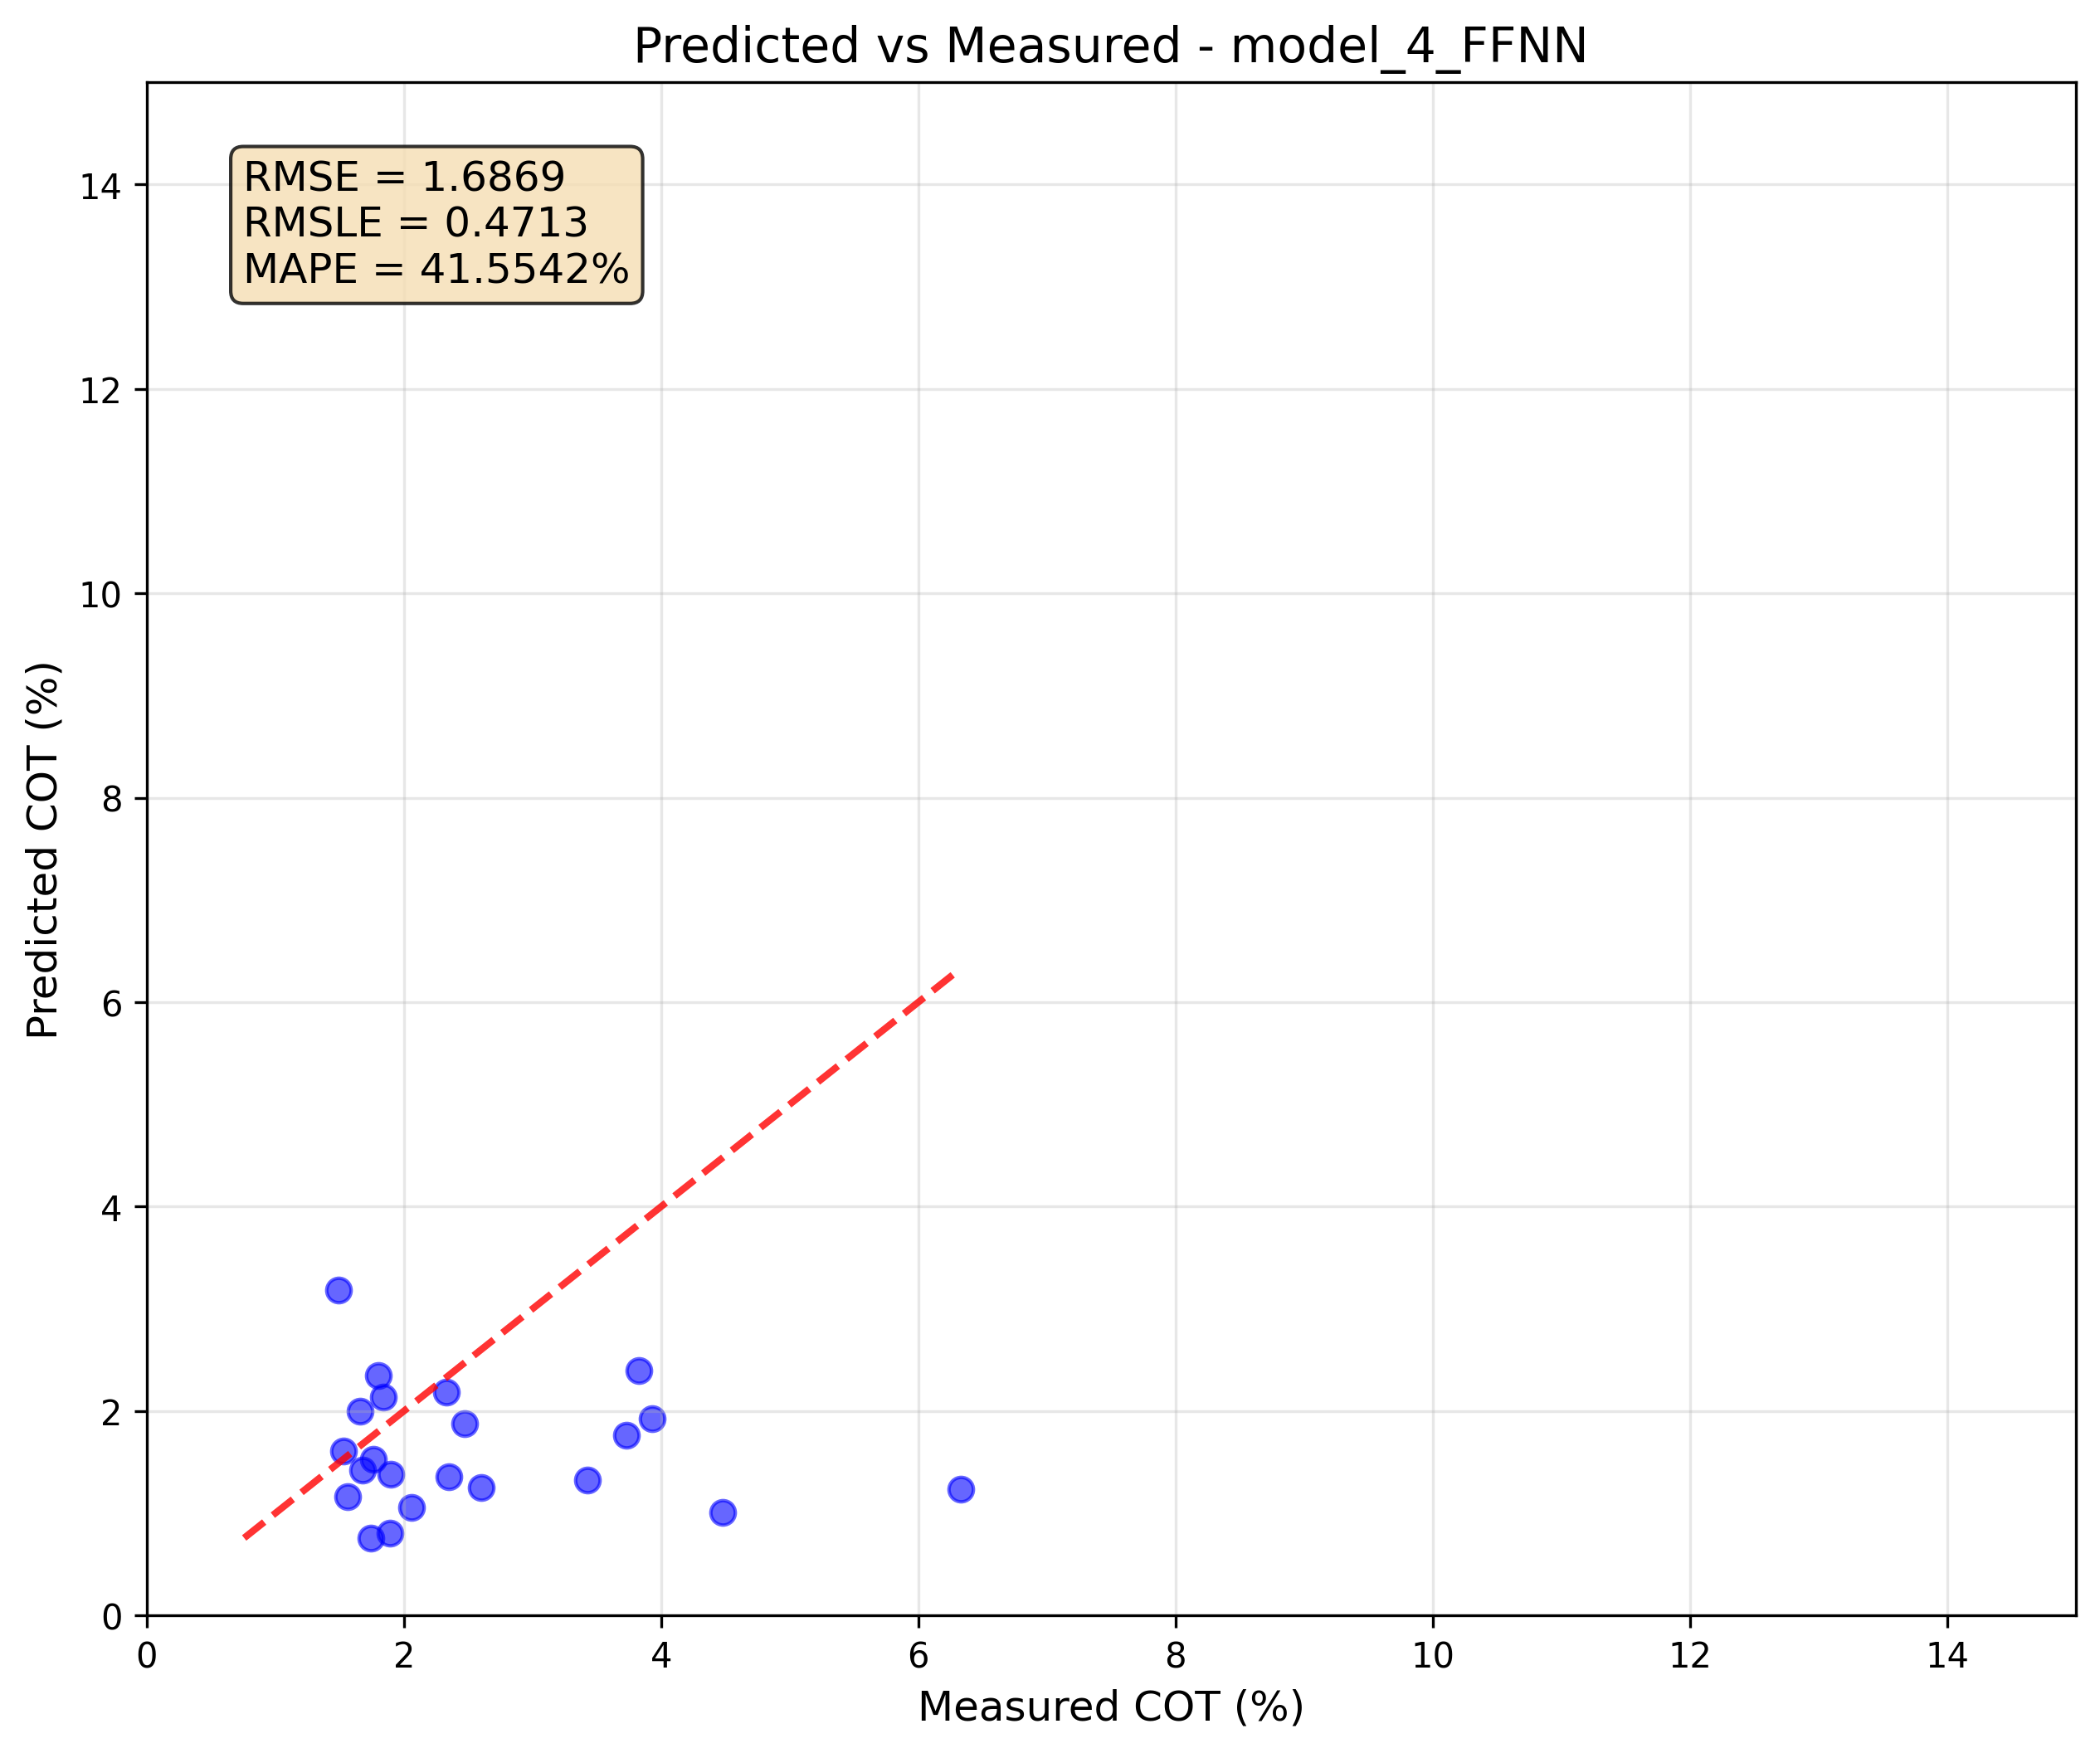 Predicted vs Measured - model_4_FFNN
RMSE = 1.6869
RMSLE = 0.4713
MAPE = 41.5542%
Predicted COT (%)
14
12
10
8
6
4
2
0
0 2 4 6 8 10 12 14
Measured COT (%)